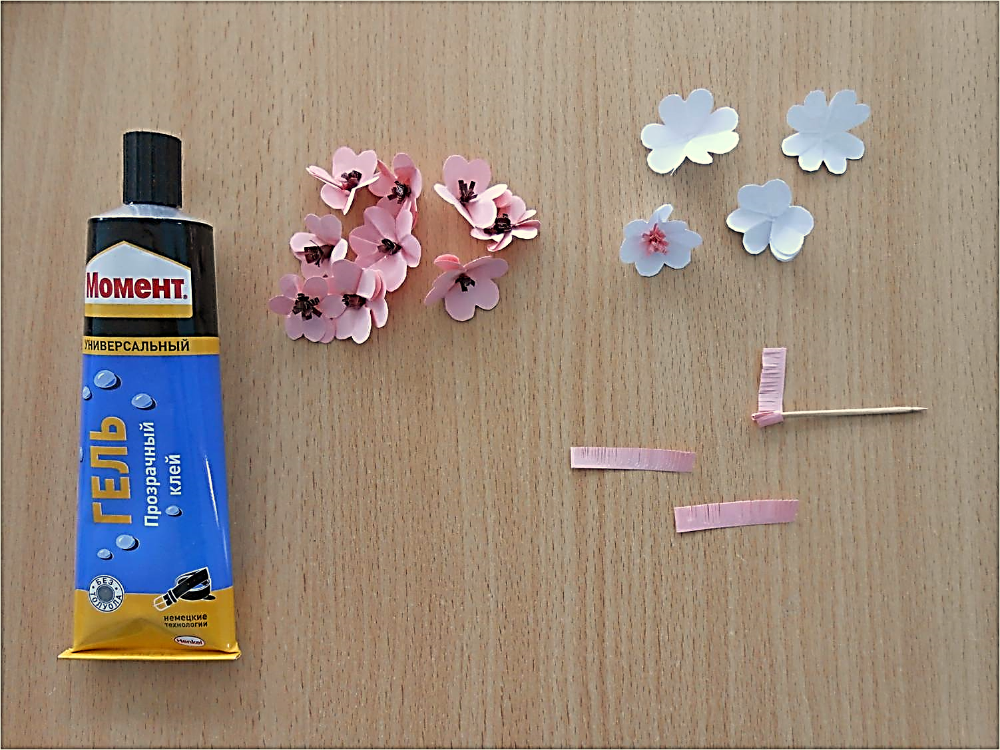 Момент.
УНИВЕРСАЛЬНЫЙ
ГЕЛЬ
Прозрачный
клей
БЕЗ
ТОЛУОЛА
немецкие
технологии
Henkel